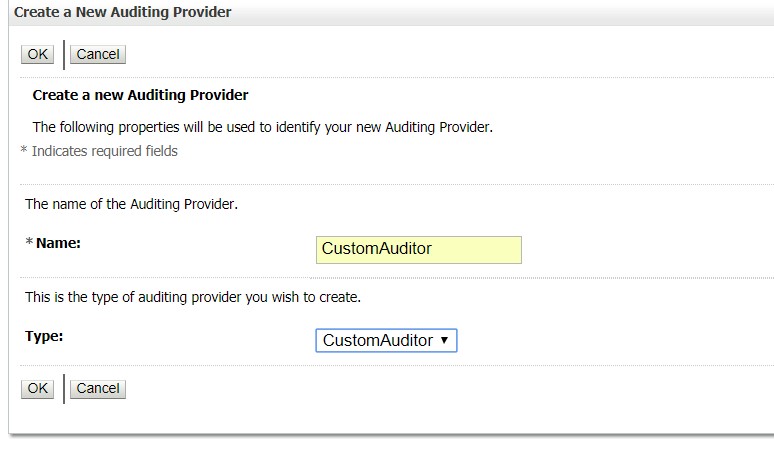 Create a New Auditing Provider
OK Cancel
Create a new Auditing Provider
The following properties will be used to identify your new Auditing Provider.
* Indicates required fields
The name of the Auditing Provider.
* Name: CustomAuditor
This is the type of auditing provider you wish to create.
Type: CustomAuditor
OK Cancel